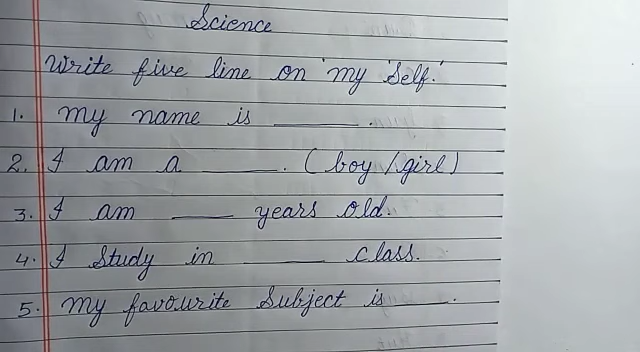 Science
Write five line on 'my self.'
1. my name is ______.
2. I am a ______. (boy/girl)
3. I am ____ years old.
4. I study in ______ class.
5. my favourite Subject is ____.